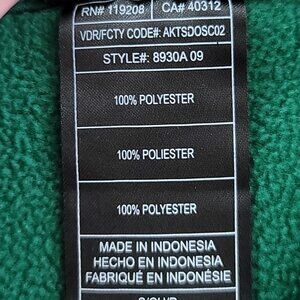 RN# 119208 CA# 40312
VDR/FCTY CODE#: AKTSDOSC02
STYLE#: 8930A 09
100% POLYESTER
100% POLIESTER
100% POLYESTER
MADE IN INDONESIA
HECHO EN INDONESIA
FABRIQUÉ EN INDONÉSIE